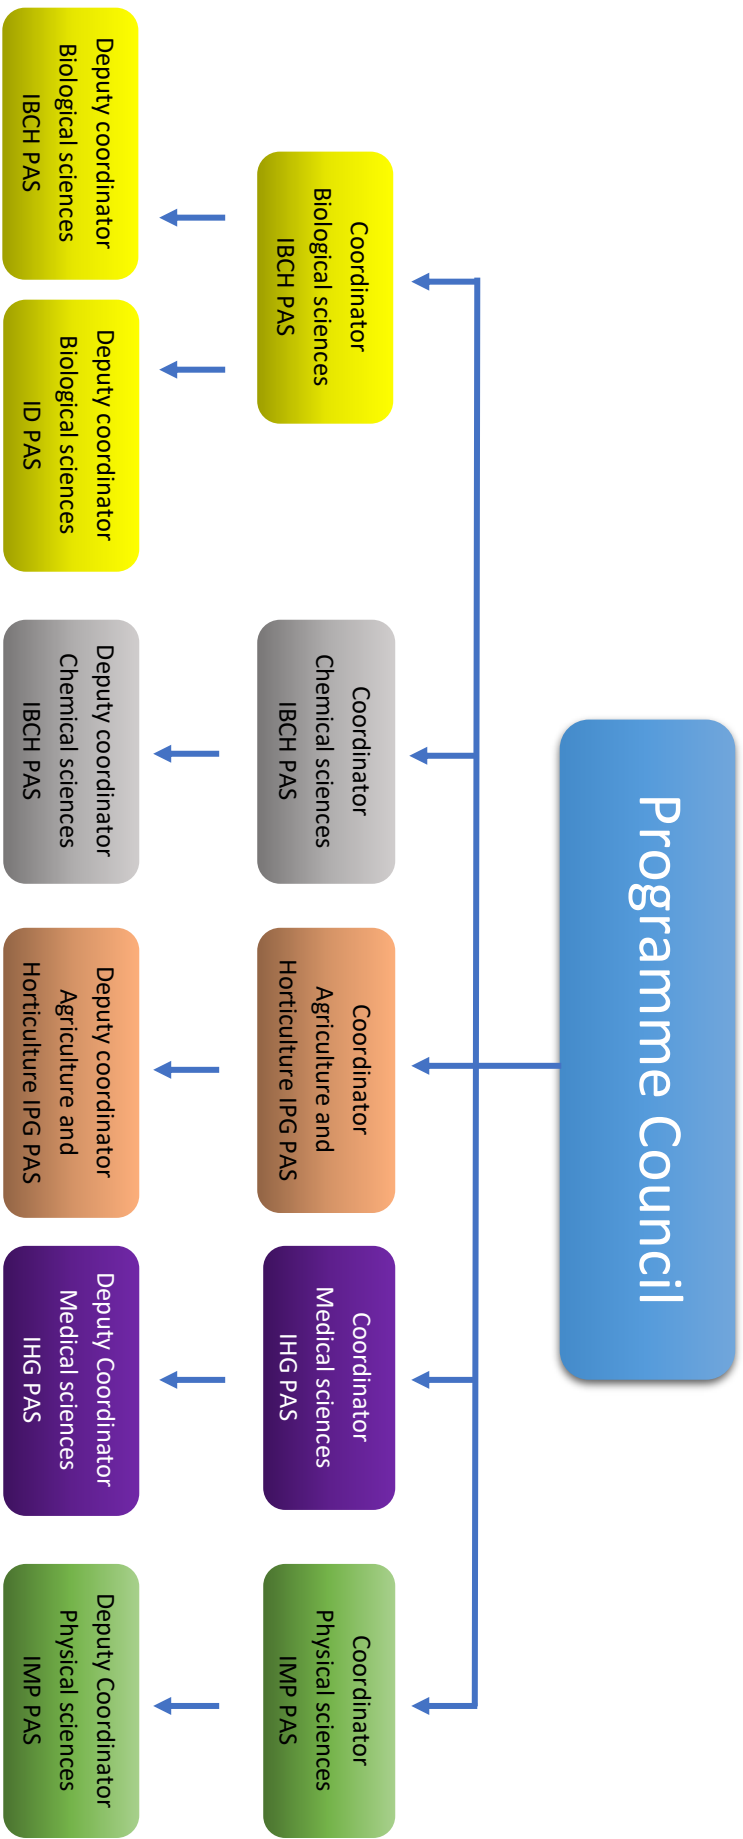 Programme Council
Coordinator
Biological sciences
IBCH PAS
Coordinator
Chemical sciences
IBCH PAS
Coordinator
Agriculture and
Horticulture IPG PAS
Coordinator
Medical sciences
IHG PAS
Coordinator
Physical sciences
IMP PAS
Deputy coordinator
Biological sciences
IBCH PAS
Deputy coordinator
Biological sciences
ID PAS
Deputy coordinator
Chemical sciences
IBCH PAS
Deputy coordinator
Agriculture and
Horticulture IPG PAS
Deputy Coordinator
Medical sciences
IHG PAS
Deputy Coordinator
Physical sciences
IMP PAS